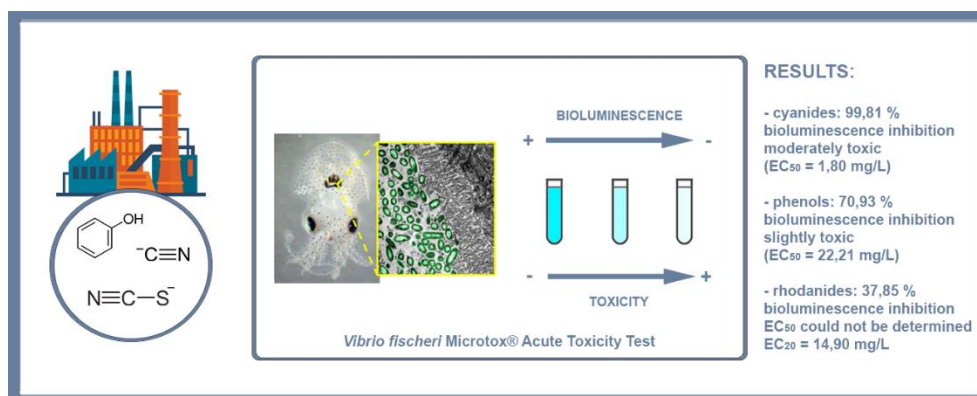 OH
⁻C≡N
N≡C–S⁻
BIOLUMINESCENCE
+ -
- +
TOXICITY
Vibrio fischeri Microtox® Acute Toxicity Test
RESULTS:
- cyanides: 99,81 %
bioluminescence inhibition
moderately toxic
(EC₅₀ = 1,80 mg/L)
- phenols: 70,93 %
bioluminescence inhibition
slightly toxic
(EC₅₀ = 22,21 mg/L)
- rhodanides: 37,85 %
bioluminescence inhibition
EC₅₀ could not be determined
EC₂₀ = 14,90 mg/L